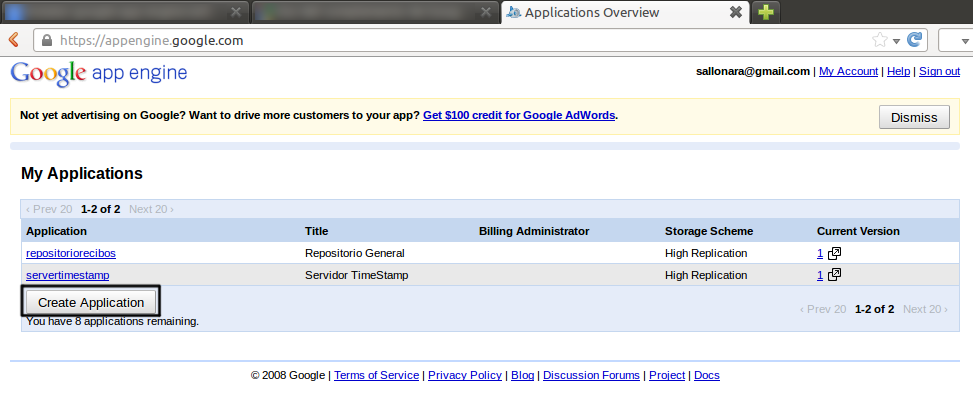 Applications Overview
https://appengine.google.com
Google app engine
sallonara@gmail.com | My Account | Help | Sign out
Not yet advertising on Google? Want to drive more customers to your app? Get $100 credit for Google AdWords.
Dismiss
My Applications
‹ Prev 20 1-2 of 2 Next 20 ›
Application Title Billing Administrator Storage Scheme Current Version
repositoriorecibos Repositorio General High Replication 1
servertimestamp Servidor TimeStamp High Replication 1
Create Application
‹ Prev 20 1-2 of 2 Next 20 ›
You have 8 applications remaining.
© 2008 Google | Terms of Service | Privacy Policy | Blog | Discussion Forums | Project | Docs